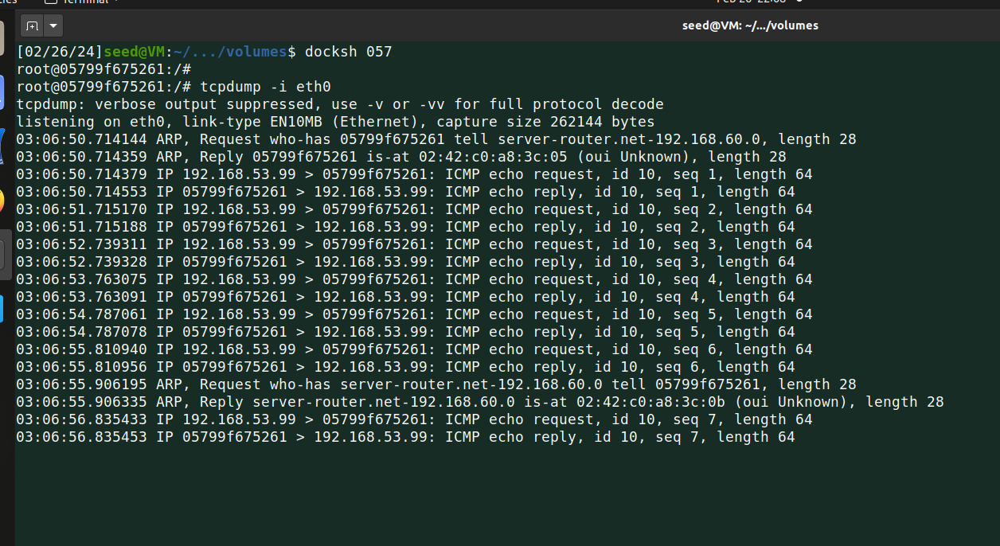 Terminal
seed@VM: ~/.../volumes
[02/26/24]seed@VM:~/.../volumes$ docksh 057
root@05799f675261:/#
root@05799f675261:/# tcpdump -i eth0
tcpdump: verbose output suppressed, use -v or -vv for full protocol decode
listening on eth0, link-type EN10MB (Ethernet), capture size 262144 bytes
03:06:50.714144 ARP, Request who-has 05799f675261 tell server-router.net-192.168.60.0, length 28
03:06:50.714359 ARP, Reply 05799f675261 is-at 02:42:c0:a8:3c:05 (oui Unknown), length 28
03:06:50.714379 IP 192.168.53.99 > 05799f675261: ICMP echo request, id 10, seq 1, length 64
03:06:50.714553 IP 05799f675261 > 192.168.53.99: ICMP echo reply, id 10, seq 1, length 64
03:06:51.715170 IP 192.168.53.99 > 05799f675261: ICMP echo request, id 10, seq 2, length 64
03:06:51.715188 IP 05799f675261 > 192.168.53.99: ICMP echo reply, id 10, seq 2, length 64
03:06:52.739311 IP 192.168.53.99 > 05799f675261: ICMP echo request, id 10, seq 3, length 64
03:06:52.739328 IP 05799f675261 > 192.168.53.99: ICMP echo reply, id 10, seq 3, length 64
03:06:53.763075 IP 192.168.53.99 > 05799f675261: ICMP echo request, id 10, seq 4, length 64
03:06:53.763091 IP 05799f675261 > 192.168.53.99: ICMP echo reply, id 10, seq 4, length 64
03:06:54.787061 IP 192.168.53.99 > 05799f675261: ICMP echo request, id 10, seq 5, length 64
03:06:54.787078 IP 05799f675261 > 192.168.53.99: ICMP echo reply, id 10, seq 5, length 64
03:06:55.810940 IP 192.168.53.99 > 05799f675261: ICMP echo request, id 10, seq 6, length 64
03:06:55.810956 IP 05799f675261 > 192.168.53.99: ICMP echo reply, id 10, seq 6, length 64
03:06:55.906195 ARP, Request who-has server-router.net-192.168.60.0 tell 05799f675261, length 28
03:06:55.906335 ARP, Reply server-router.net-192.168.60.0 is-at 02:42:c0:a8:3c:0b (oui Unknown), length 28
03:06:56.835433 IP 192.168.53.99 > 05799f675261: ICMP echo request, id 10, seq 7, length 64
03:06:56.835453 IP 05799f675261 > 192.168.53.99: ICMP echo reply, id 10, seq 7, length 64